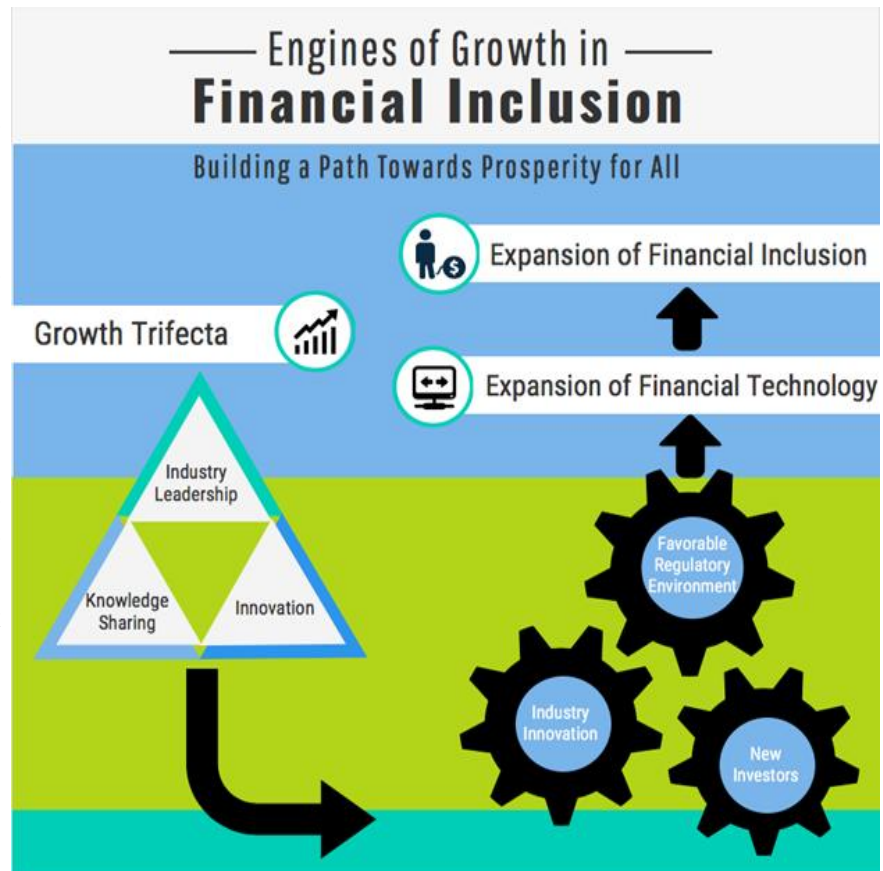 Engines of Growth in
Financial Inclusion
Building a Path Towards Prosperity for All
Expansion of Financial Inclusion
Growth Trifecta
Expansion of Financial Technology
Industry
Leadership
Knowledge
Sharing
Innovation
Favorable
Regulatory
Environment
Industry
Innovation
New
Investors
$